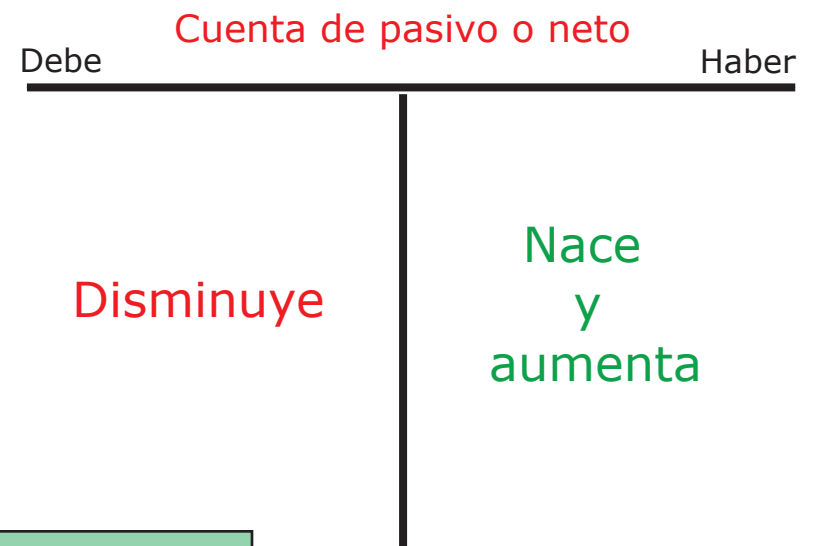 Cuenta de pasivo o neto
Debe
Haber
Disminuye
Nace
y
aumenta